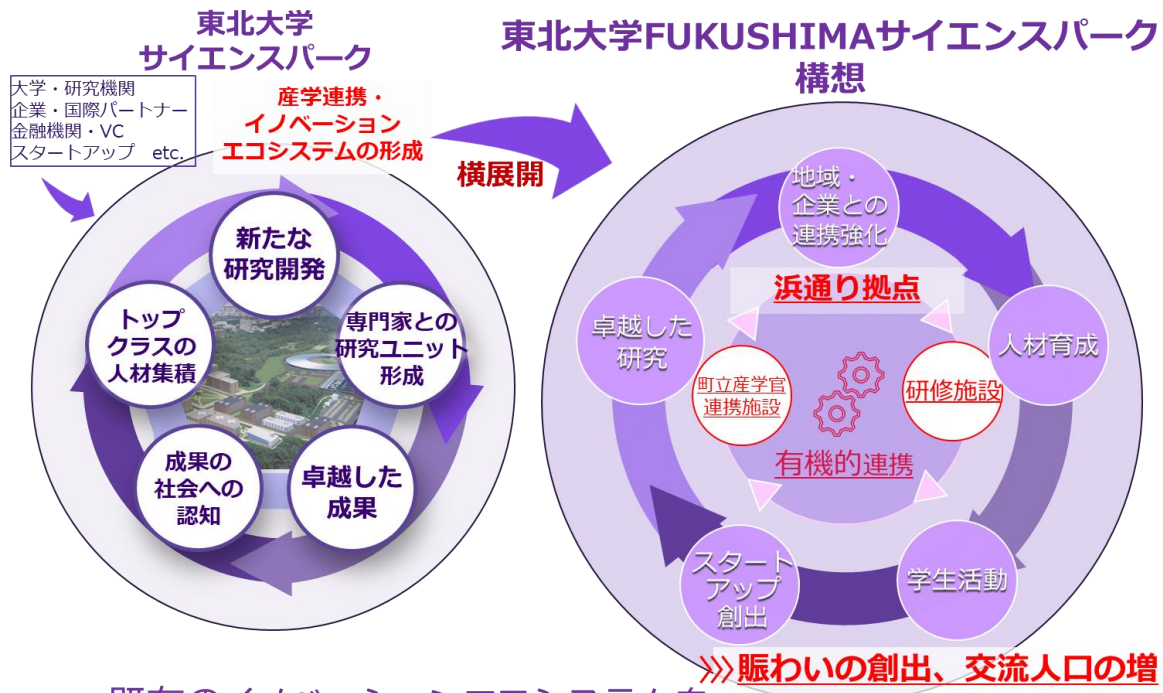 東北大学
サイエンスパーク
大学・研究機関
企業・国際パートナー
金融機関・VC
スタートアップ etc.
産学連携・
イノベーション
エコシステムの形成
新たな
研究開発
専門家との
研究ユニット
形成
卓越した
成果
成果の
社会への
認知
トップ
クラスの
人材集積
横展開
東北大学FUKUSHIMAサイエンスパーク
構想
地域・
企業との
連携強化
浜通り拠点
人材育成
卓越した
研究
町立産学官
連携施設
研修施設
有機的連携
学生活動
スタート
アップ
創出
>>>賑わいの創出、交流人口の増